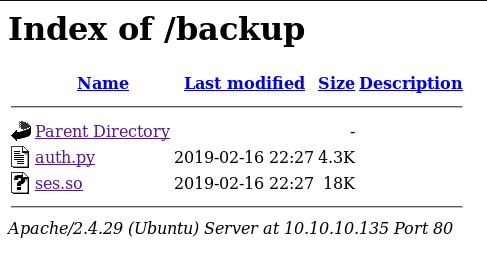 Index of /backup
Name Last modified Size Description
Parent Directory -
auth.py 2019-02-16 22:27 4.3K
ses.so 2019-02-16 22:27 18K
Apache/2.4.29 (Ubuntu) Server at 10.10.10.135 Port 80